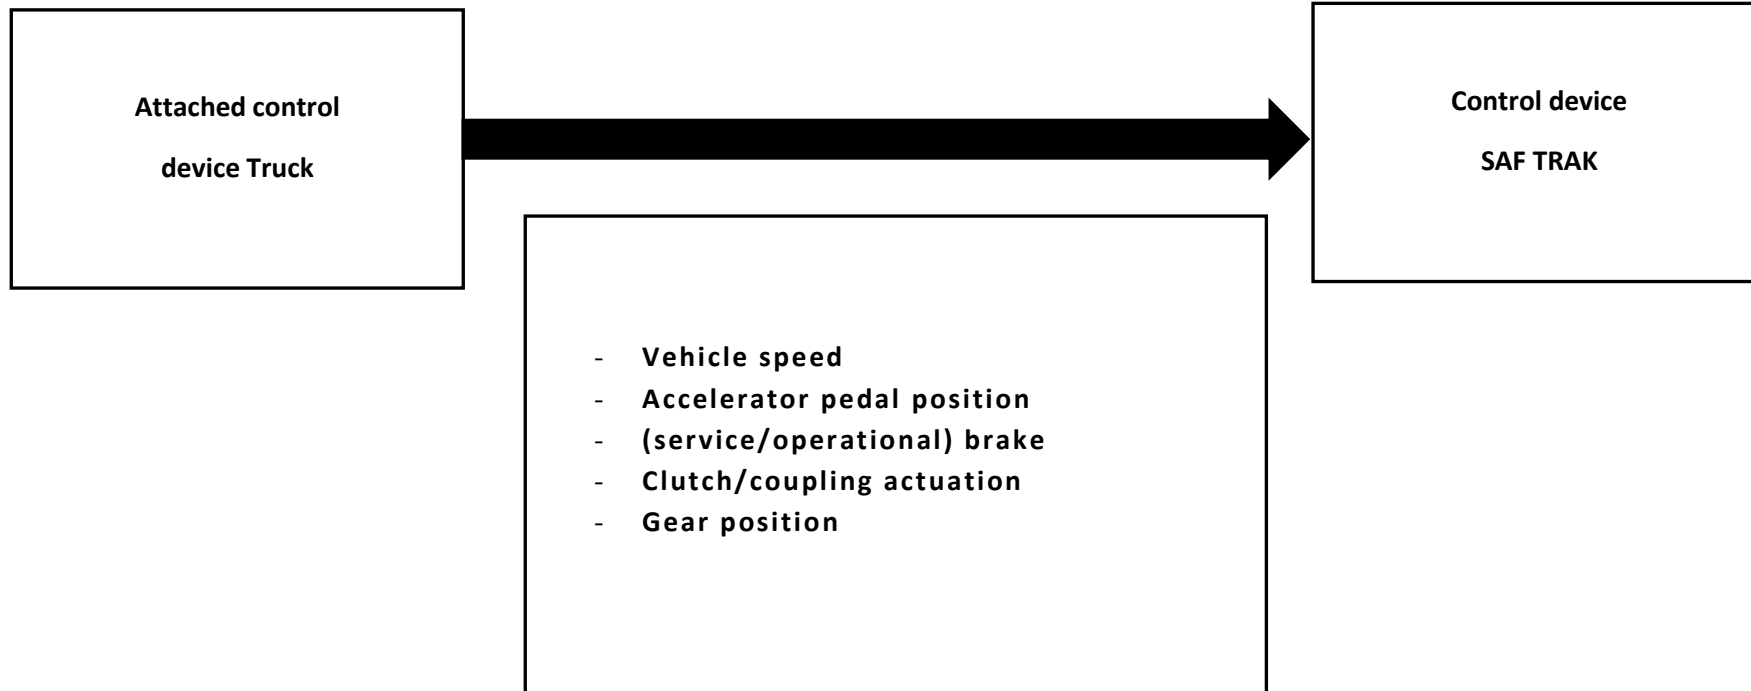 Attached control
device Truck
Control device
SAF TRAK
- Vehicle speed
- Accelerator pedal position
- (service/operational) brake
- Clutch/coupling actuation
- Gear position